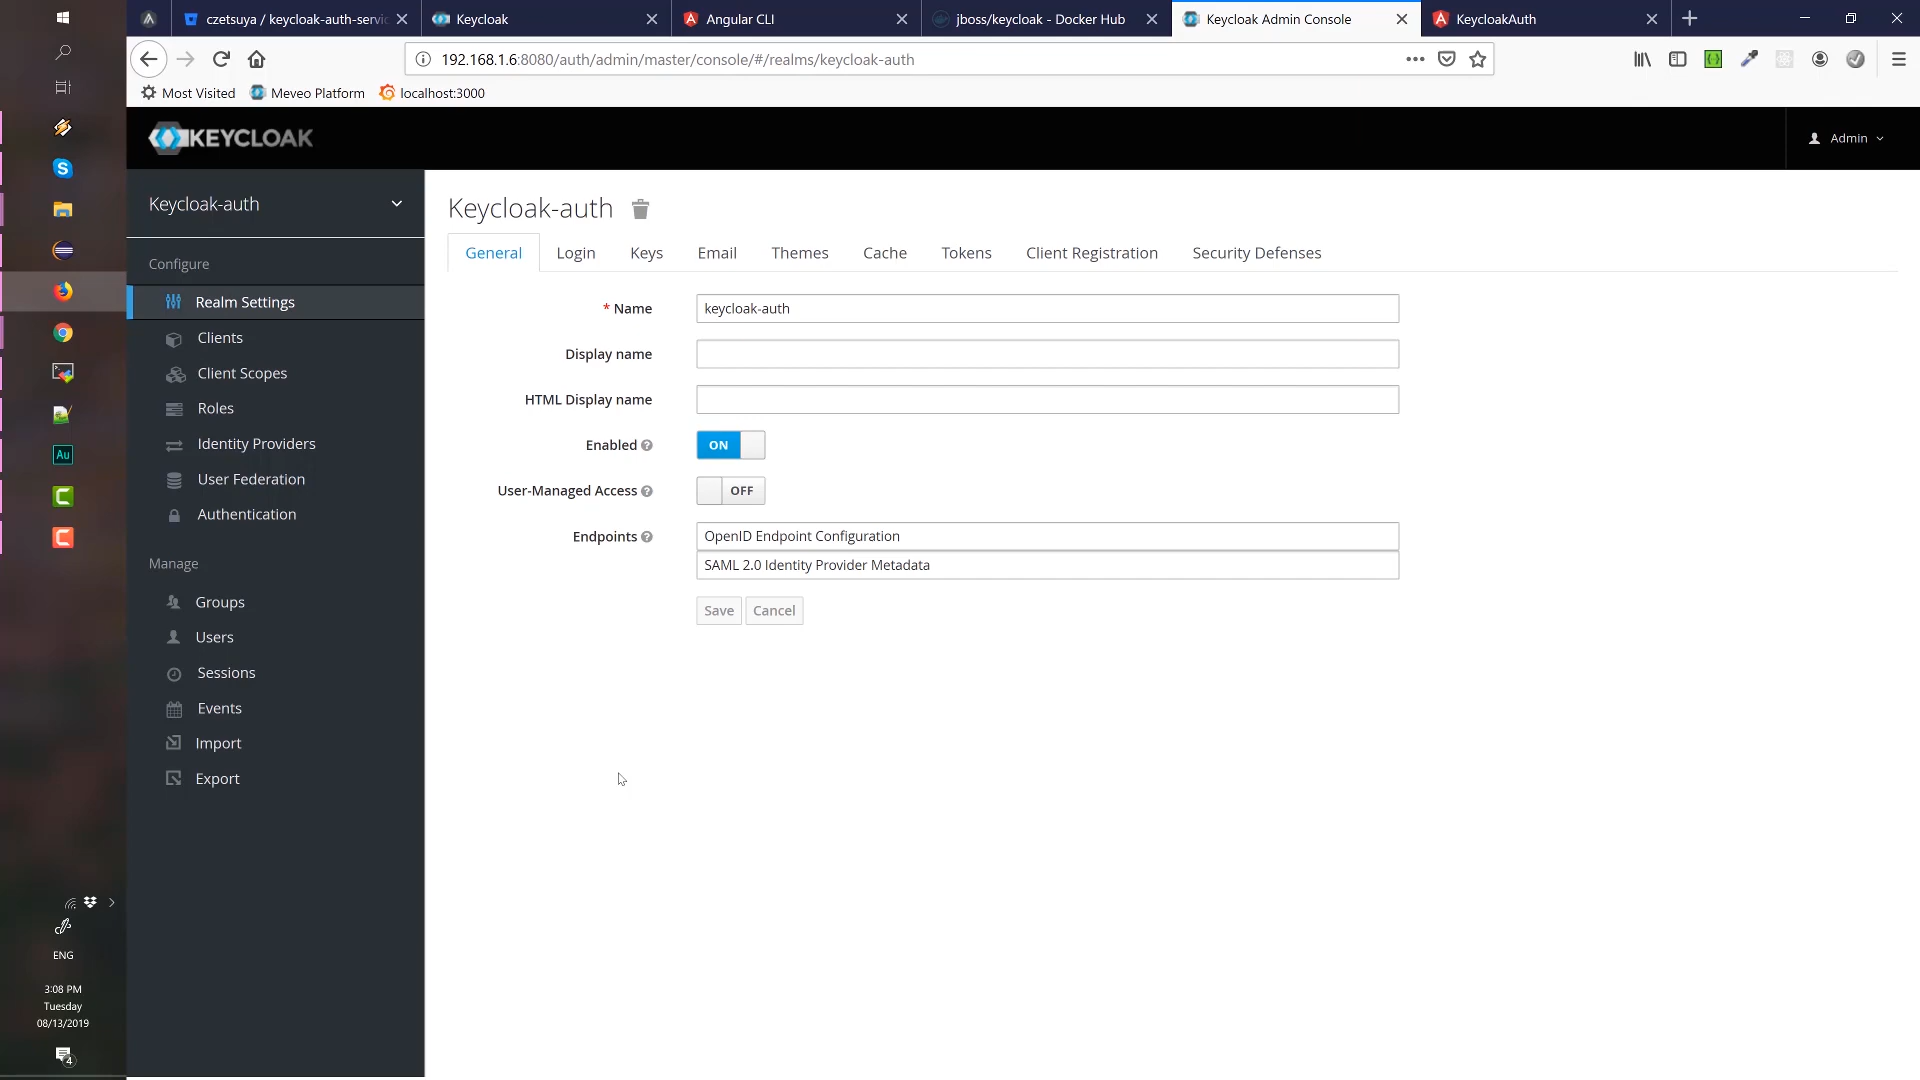 czetsuya / keycloak-auth-servic
Keycloak
Angular CLI
jboss/keycloak - Docker Hub
Keycloak Admin Console
KeycloakAuth
192.168.1.6:8080/auth/admin/master/console/#/realms/keycloak-auth
Most Visited
Meveo Platform
localhost:3000
KEYCLOAK
Admin
Keycloak-auth
Configure
Realm Settings
Clients
Client Scopes
Roles
Identity Providers
User Federation
Authentication
Manage
Groups
Users
Sessions
Events
Import
Export
Keycloak-auth
General Login Keys Email Themes Cache Tokens Client Registration Security Defenses
* Name keycloak-auth
Display name
HTML Display name
Enabled ON
User-Managed Access OFF
Endpoints OpenID Endpoint Configuration
SAML 2.0 Identity Provider Metadata
Save Cancel
S
Au
C
C
ENG
3:08 PM
Tuesday
08/13/2019
4